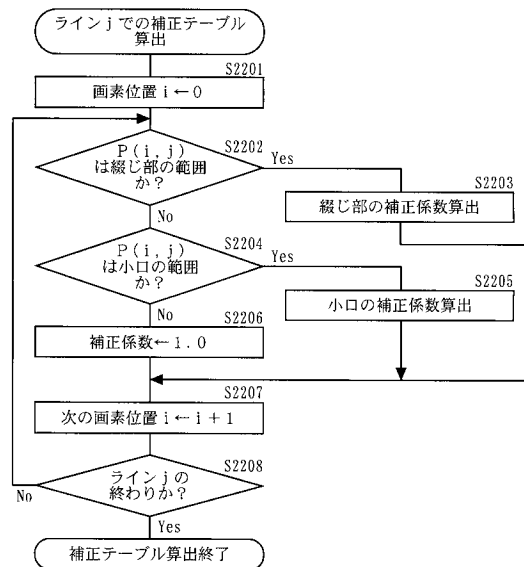 ラインjでの補正テーブル
算出
S2201
画素位置i←0
S2202
P(i,j)
は綴じ部の範囲
か?
Yes
S2203
綴じ部の補正係数算出
No
S2204
P(i,j)
は小口の範囲
か?
Yes
S2205
小口の補正係数算出
No
S2206
補正係数←1.0
S2207
次の画素位置i←i+1
S2208
ラインjの
終わりか?
No
Yes
補正テーブル算出終了